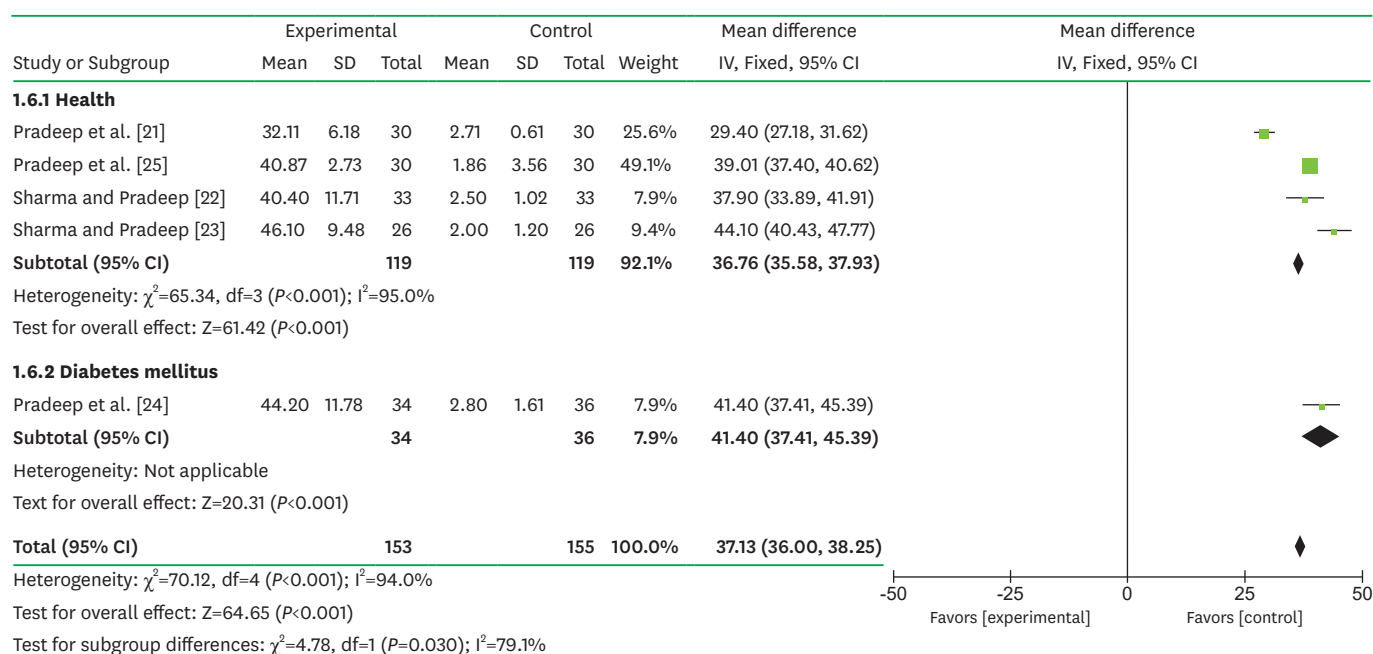 Experimental Control Mean difference Mean difference
Study or Subgroup Mean SD Total Mean SD Total Weight IV, Fixed, 95% CI IV, Fixed, 95% CI
1.6.1 Health
Pradeep et al. [21] 32.11 6.18 30 2.71 0.61 30 25.6% 29.40 (27.18, 31.62)
Pradeep et al. [25] 40.87 2.73 30 1.86 3.56 30 49.1% 39.01 (37.40, 40.62)
Sharma and Pradeep [22] 40.40 11.71 33 2.50 1.02 33 7.9% 37.90 (33.89, 41.91)
Sharma and Pradeep [23] 46.10 9.48 26 2.00 1.20 26 9.4% 44.10 (40.43, 47.77)
Subtotal (95% CI) 119 119 92.1% 36.76 (35.58, 37.93)
Heterogeneity: χ²=65.34, df=3 (P<0.001); I²=95.0%
Test for overall effect: Z=61.42 (P<0.001)
1.6.2 Diabetes mellitus
Pradeep et al. [24] 44.20 11.78 34 2.80 1.61 36 7.9% 41.40 (37.41, 45.39)
Subtotal (95% CI) 34 36 7.9% 41.40 (37.41, 45.39)
Heterogeneity: Not applicable
Text for overall effect: Z=20.31 (P<0.001)
Total (95% CI) 153 155 100.0% 37.13 (36.00, 38.25)
Heterogeneity: χ²=70.12, df=4 (P<0.001); I²=94.0%
Test for overall effect: Z=64.65 (P<0.001)
Test for subgroup differences: χ²=4.78, df=1 (P=0.030); I²=79.1%
-50 -25 0 25 50
Favors [experimental] Favors [control]